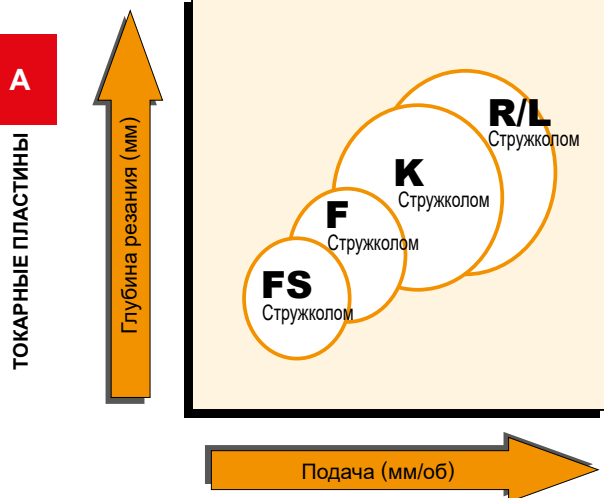 A
ТОКАРНЫЕ ПЛАСТИНЫ
Глубина резания (мм)
R/L
Стружколом
K
Стружколом
F
Стружколом
FS
Стружколом
Подача (мм/об)